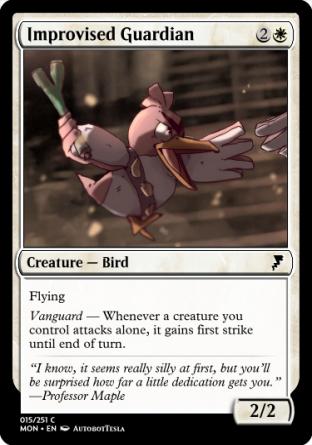 Improvised Guardian 2
Creature — Bird
Flying
Vanguard — Whenever a creature you
control attacks alone, it gains first strike
until end of turn.
“I know, it seems really silly at first, but you’ll
be surprised how far a little dedication gets you.”
—Professor Maple
2/2
015/251 C
MON • EN AutobotTesla